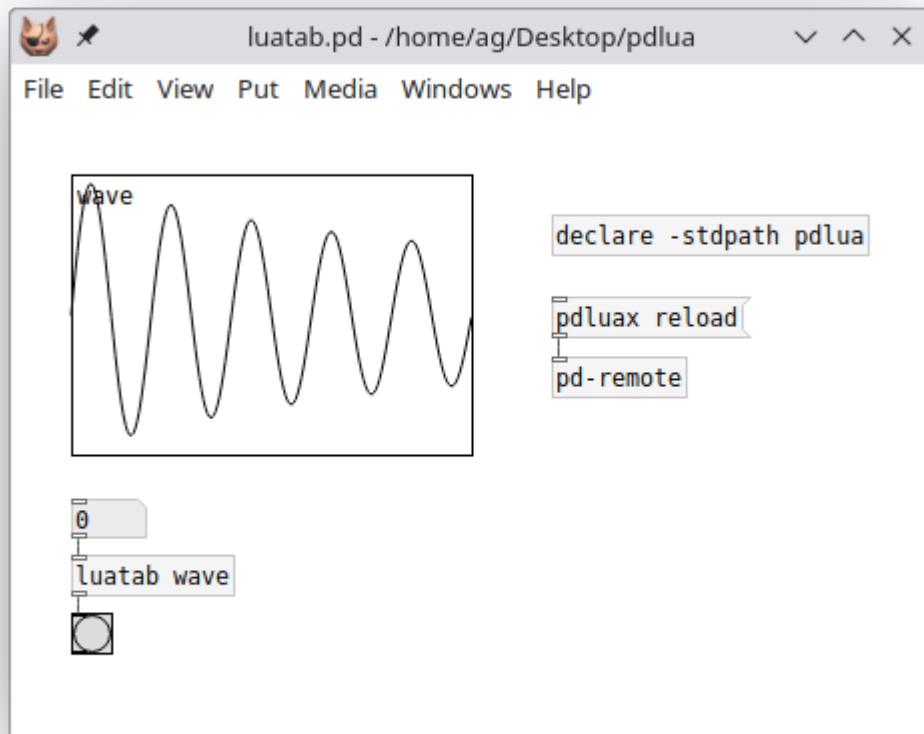 luatab.pd - /home/ag/Desktop/pdlua
File Edit View Put Media Windows Help
wave
declare -stdpath pdlua
pdluax reload
pd-remote
0
luatab wave